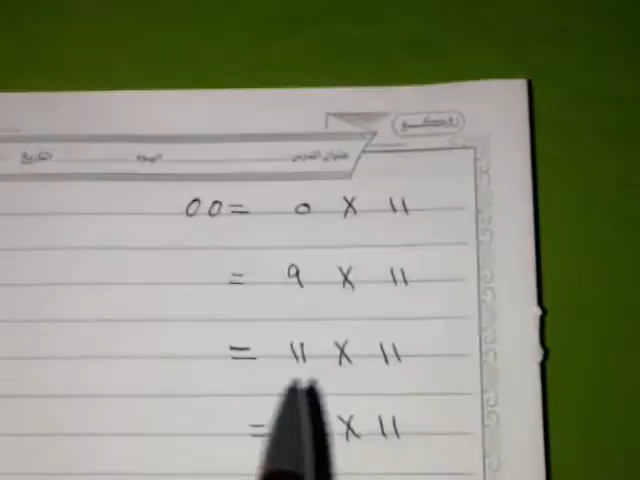 عنوان الدرس اليوم التاريخ
١١ × ٥ = ٥٥
١١ × ٩ =
١١ × ١١ =
١١ × =